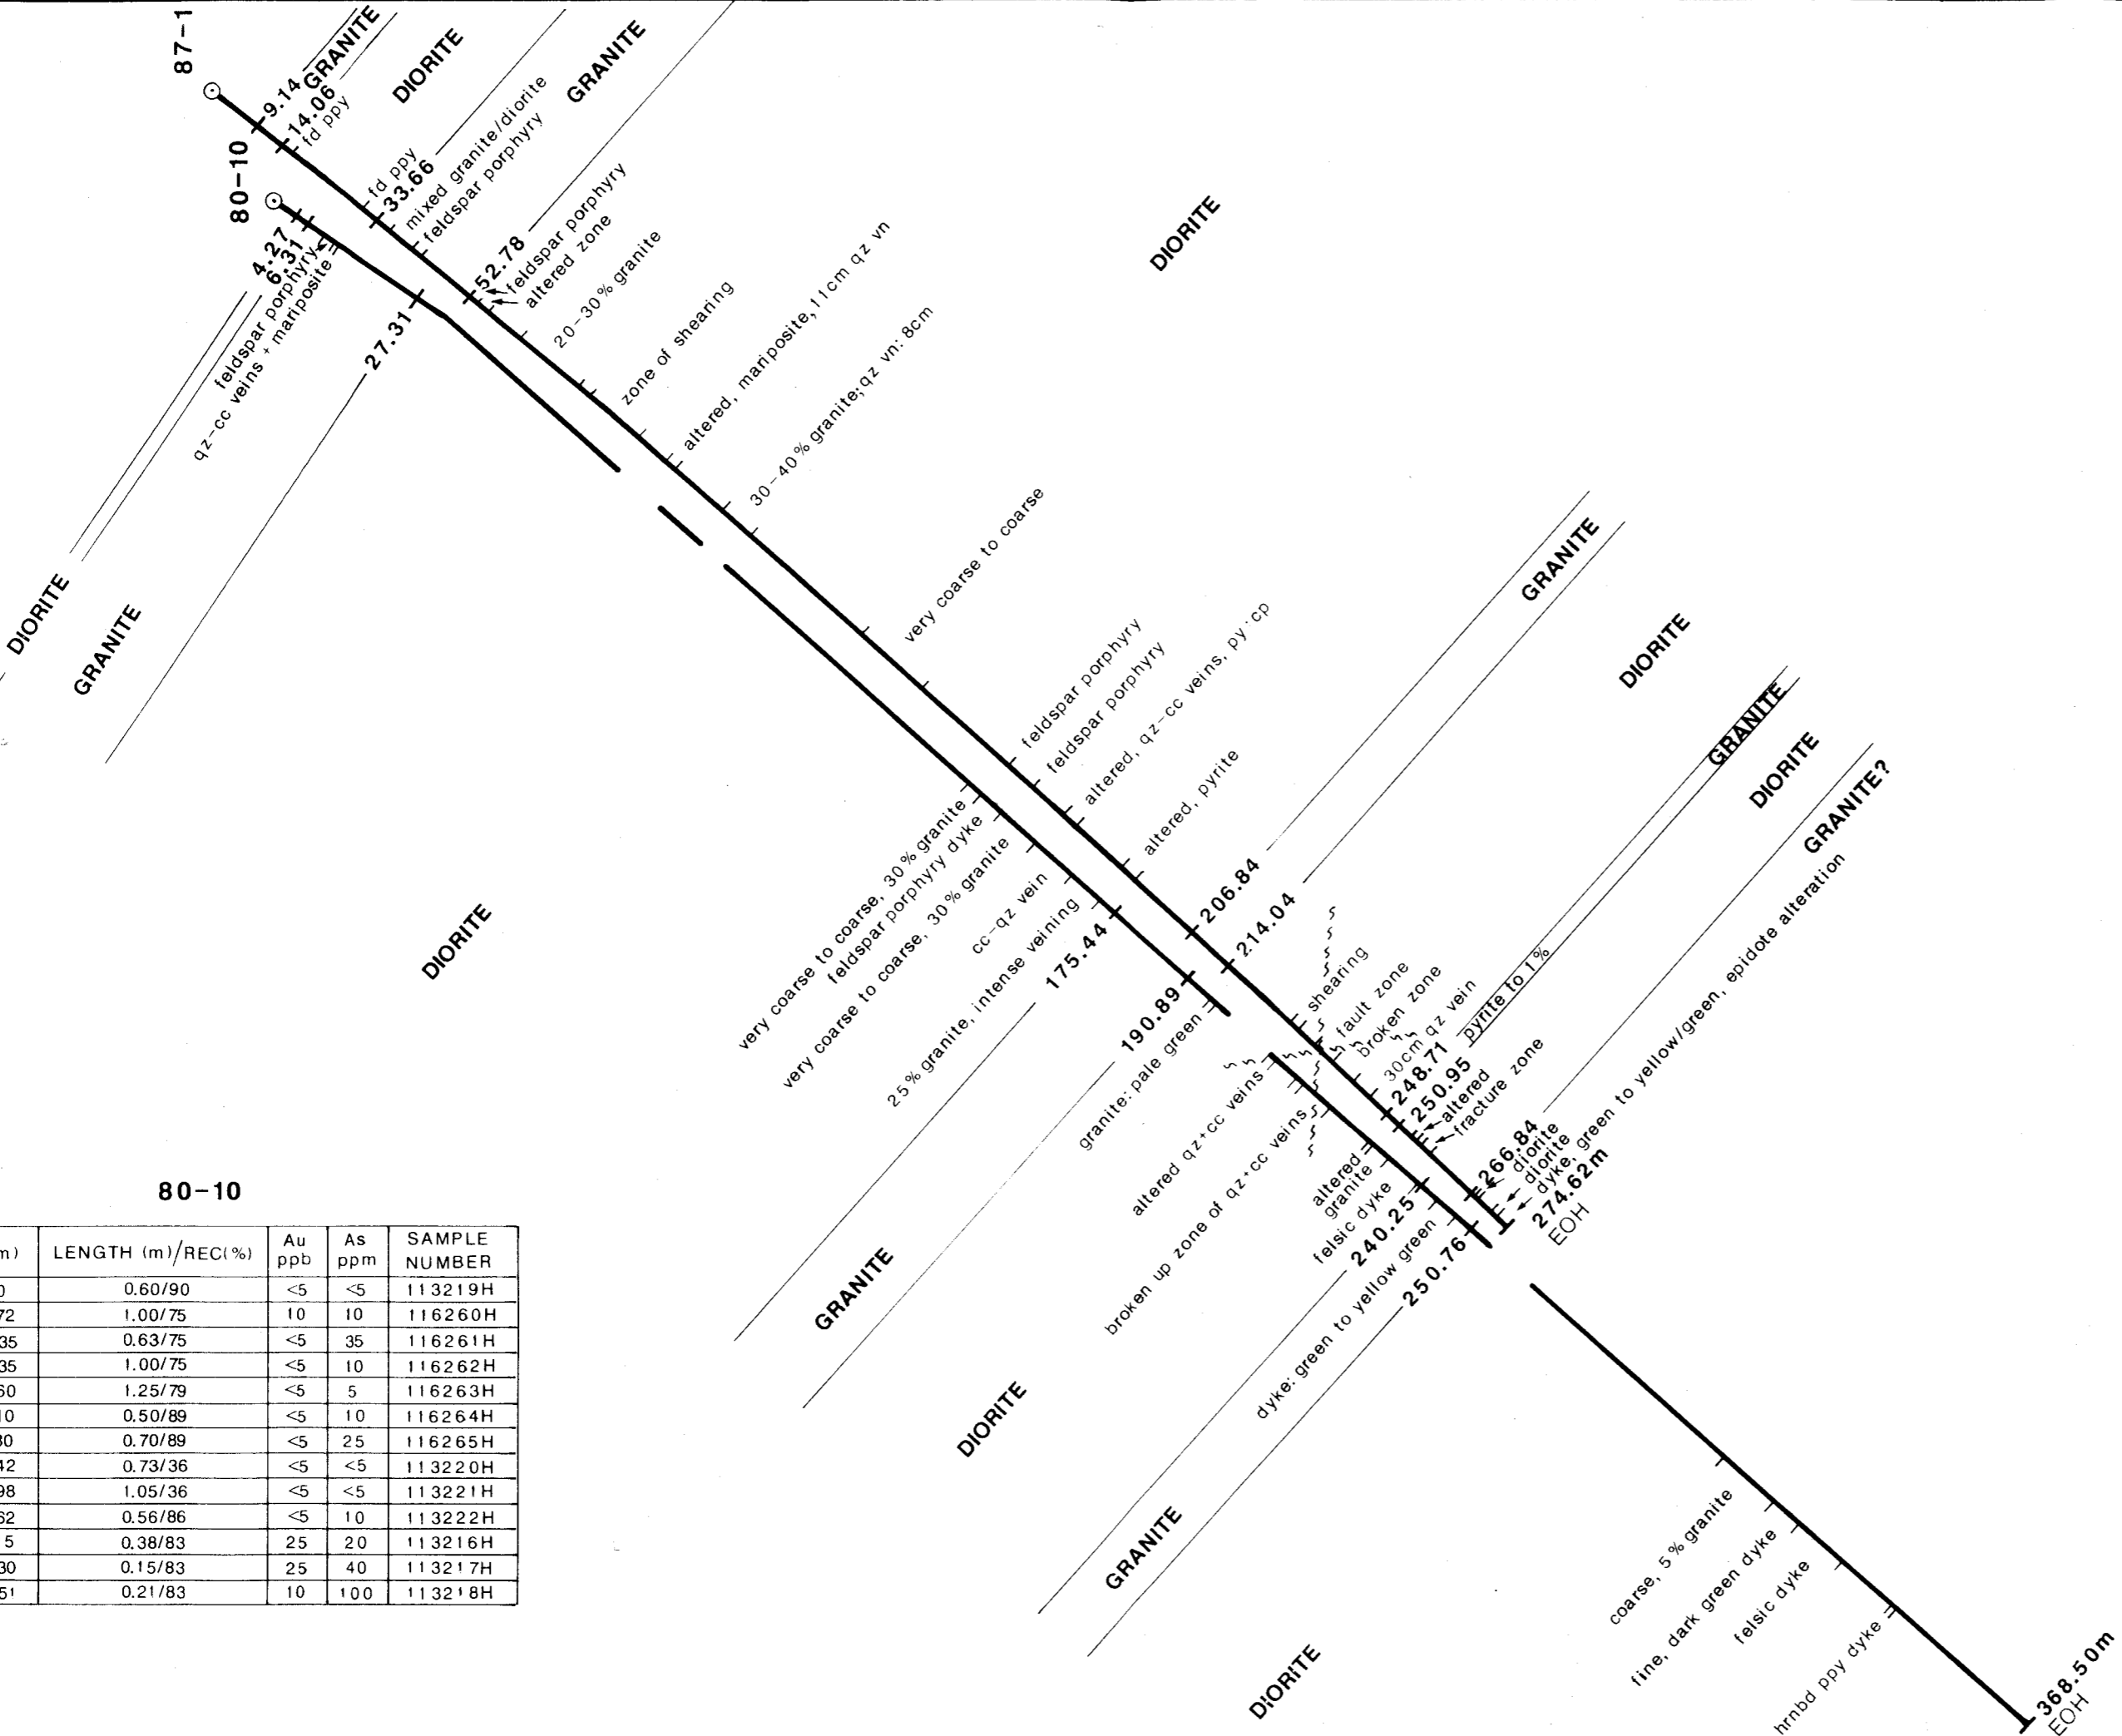 87-1
9.14
GRANITE
14.06
fd ppy
DIORITE
fd ppy
33.66
mixed granite/diorite
feldspar porphyry
GRANITE
52.78
feldspar porphyry
altered zone
20-30% granite
zone of shearing
altered, mariposite, 11cm qz vn
30-40% granite; qz vn: 8cm
DIORITE
very coarse to coarse
feldspar porphyry
feldspar porphyry
altered, qz-cc veins, py·cp
altered, pyrite
206.84
GRANITE
214.04
DIORITE
shearing
fault zone
broken zone
30cm qz vein
248.71
pyrite to 1%
GRANITE
250.95
altered
fracture zone
DIORITE
266.84
GRANITE?
diorite
diorite
dyke, green to yellow/green, epidote alteration
274.62m
EOH
80-10
4.27
6.31
feldspar porphyry
qz-cc veins + mariposite
27.31
DIORITE
GRANITE
DIORITE
very coarse to coarse, 30% granite
feldspar porphyry dyke
very coarse to coarse, 30% granite
cc-qz vein
25% granite, intense veining
175.44
GRANITE
190.89
granite: pale green
DIORITE
altered qz+cc veins
broken up zone of qz+cc veins
altered
granite
felsic dyke
240.25
GRANITE
dyke: green to yellow green
250.76
DIORITE
coarse, 5% granite
fine, dark green dyke
felsic dyke
hrnbd ppy dyke
368.50m
EOH
80-10
m) LENGTH (m)/REC(%) Au ppb As ppm SAMPLE NUMBER
0 0.60/90 <5 <5 113219H
72 1.00/75 10 10 116260H
35 0.63/75 <5 35 116261H
35 1.00/75 <5 10 116262H
60 1.25/79 <5 5 116263H
10 0.50/89 <5 10 116264H
30 0.70/89 <5 25 116265H
42 0.73/36 <5 <5 113220H
98 1.05/36 <5 <5 113221H
62 0.56/86 <5 10 113222H
5 0.38/83 25 20 113216H
30 0.15/83 25 40 113217H
51 0.21/83 10 100 113218H